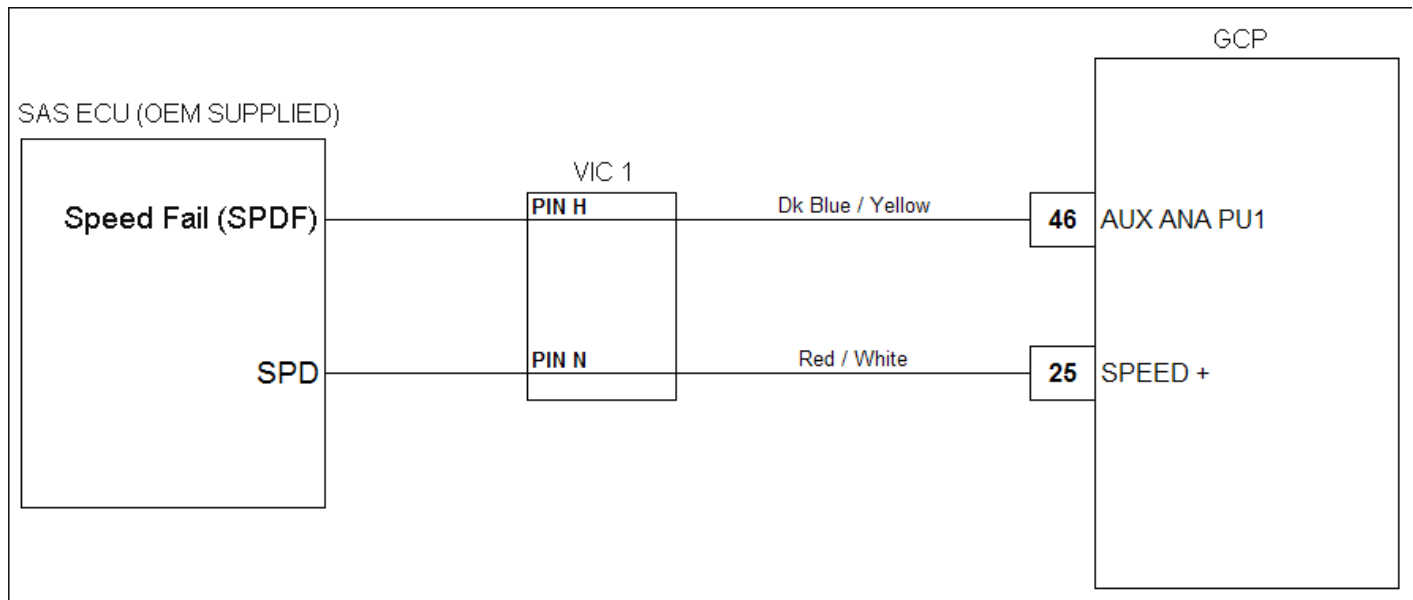 GCP
SAS ECU (OEM SUPPLIED)
VIC 1
Speed Fail (SPDF)
PIN H
Dk Blue / Yellow
46
AUX ANA PU1
SPD
PIN N
Red / White
25
SPEED +